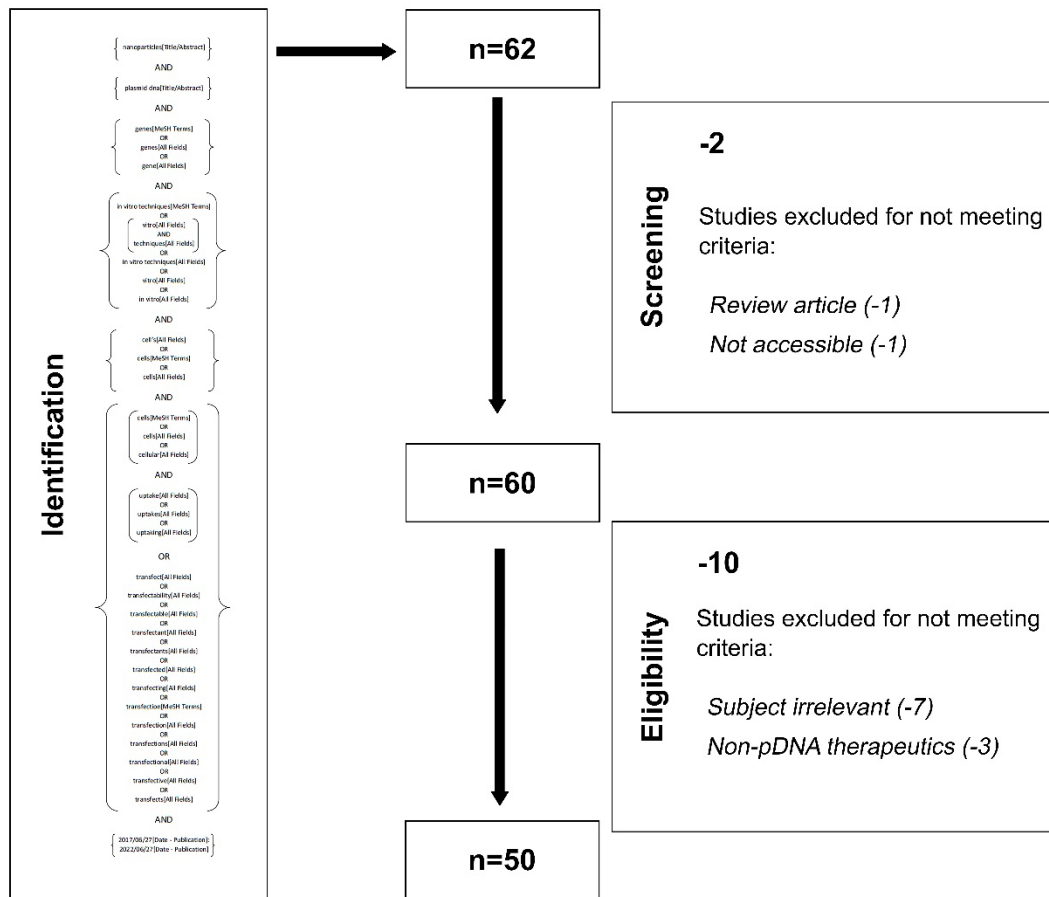 Identification
{ nanoparticles[Title/Abstract] }
AND
{ plasmid dna[Title/Abstract] }
AND
genes[MeSH Terms]
OR
genes[All Fields]
OR
gene[All Fields]
AND
in vitro techniques[MeSH Terms]
OR
vitro[All Fields]
AND
techniques[All Fields]
OR
in vitro techniques[All Fields]
OR
vitro[All Fields]
OR
in vitro[All Fields]
AND
cell's[All Fields]
OR
cells[MeSH Terms]
OR
cells[All Fields]
AND
cells[MeSH Terms]
OR
cells[All Fields]
OR
cellular[All Fields]
AND
uptake[All Fields]
OR
uptakes[All Fields]
OR
uptaking[All Fields]
OR
transfect[All Fields]
OR
transfectability[All Fields]
OR
transfectable[All Fields]
OR
transfectant[All Fields]
OR
transfectants[All Fields]
OR
transfected[All Fields]
OR
transfecting[All Fields]
OR
transfection[MeSH Terms]
OR
transfection[All Fields]
OR
transfections[All Fields]
OR
transfectional[All Fields]
OR
transfective[All Fields]
OR
transfects[All Fields]
AND
2017/06/27[Date - Publication]:
2022/06/27[Date - Publication]
n=62
Screening
-2
Studies excluded for not meeting
criteria:
Review article (-1)
Not accessible (-1)
n=60
Eligibility
-10
Studies excluded for not meeting
criteria:
Subject irrelevant (-7)
Non-pDNA therapeutics (-3)
n=50